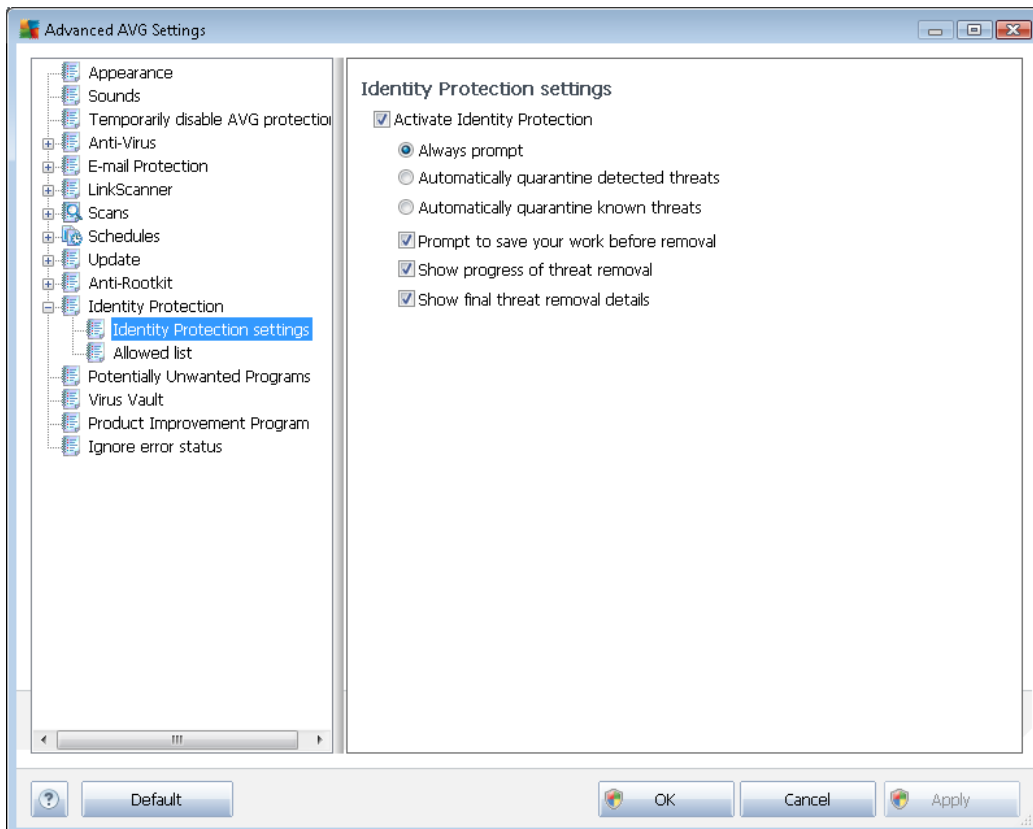 Advanced AVG Settings
Appearance
Sounds
Temporarily disable AVG protection
Anti-Virus
E-mail Protection
LinkScanner
Scans
Schedules
Update
Anti-Rootkit
Identity Protection
Identity Protection settings
Allowed list
Potentially Unwanted Programs
Virus Vault
Product Improvement Program
Ignore error status
Identity Protection settings
Activate Identity Protection
Always prompt
Automatically quarantine detected threats
Automatically quarantine known threats
Prompt to save your work before removal
Show progress of threat removal
Show final threat removal details
?
Default
OK
Cancel
Apply